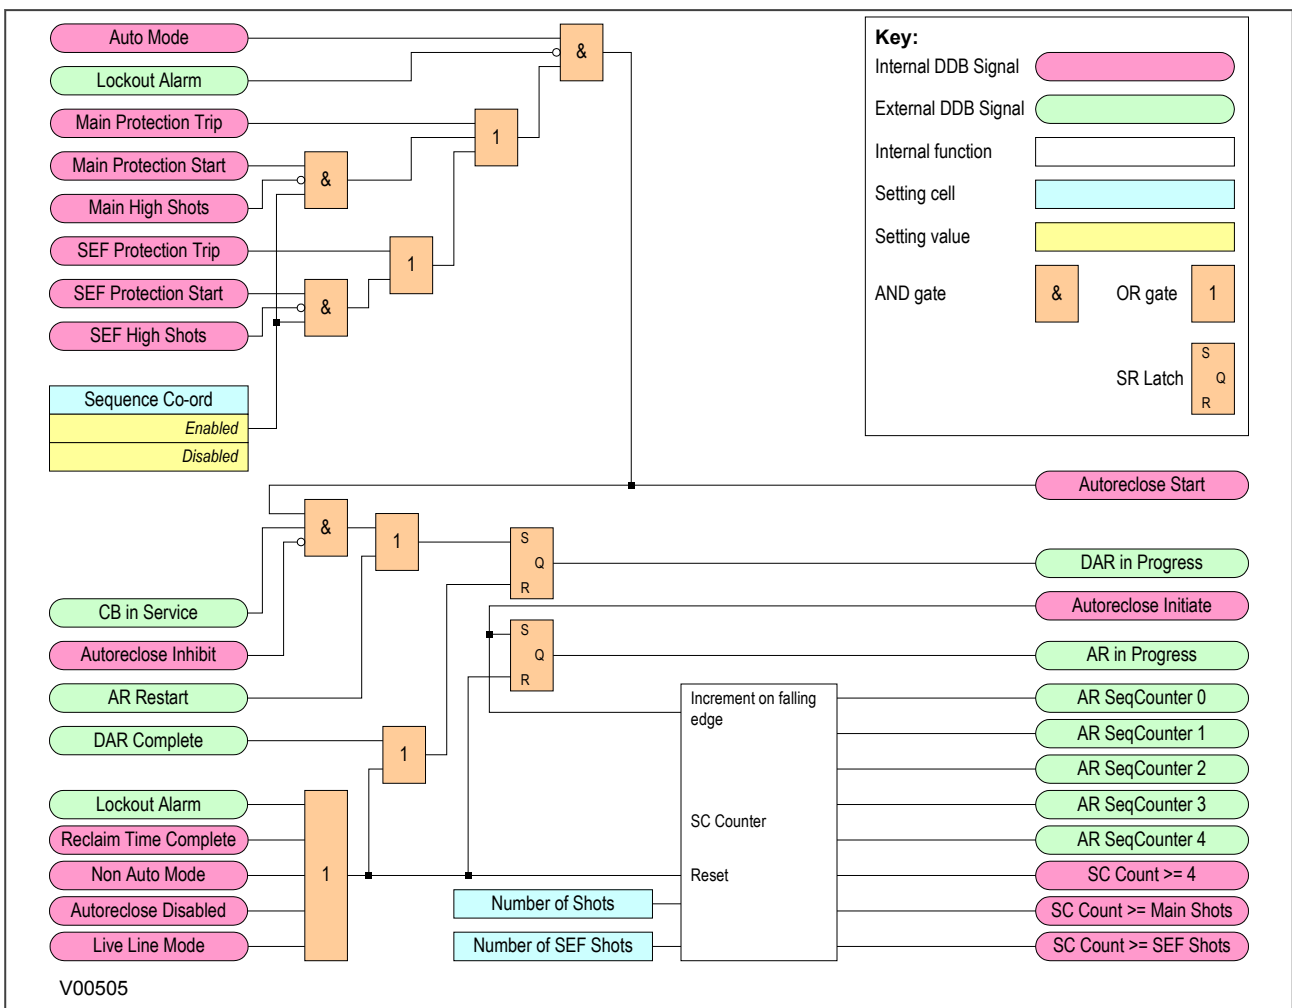 Auto Mode
Lockout Alarm
Main Protection Trip
Main Protection Start
Main High Shots
SEF Protection Trip
SEF Protection Start
SEF High Shots
Sequence Co-ord
Enabled
Disabled
&
1
&
1
&
Key:
Internal DDB Signal
External DDB Signal
Internal function
Setting cell
Setting value
AND gate
&
OR gate
1
SR Latch
S
Q
R
Autoreclose Start
&
1
S
Q
R
DAR in Progress
CB in Service
Autoreclose Initiate
Autoreclose Inhibit
S
Q
R
AR in Progress
AR Restart
DAR Complete
1
Increment on falling
edge
SC Counter
Reset
AR SeqCounter 0
AR SeqCounter 1
AR SeqCounter 2
AR SeqCounter 3
AR SeqCounter 4
SC Count >= 4
SC Count >= Main Shots
SC Count >= SEF Shots
Lockout Alarm
Reclaim Time Complete
Non Auto Mode
Autoreclose Disabled
Live Line Mode
1
Number of Shots
Number of SEF Shots
V00505